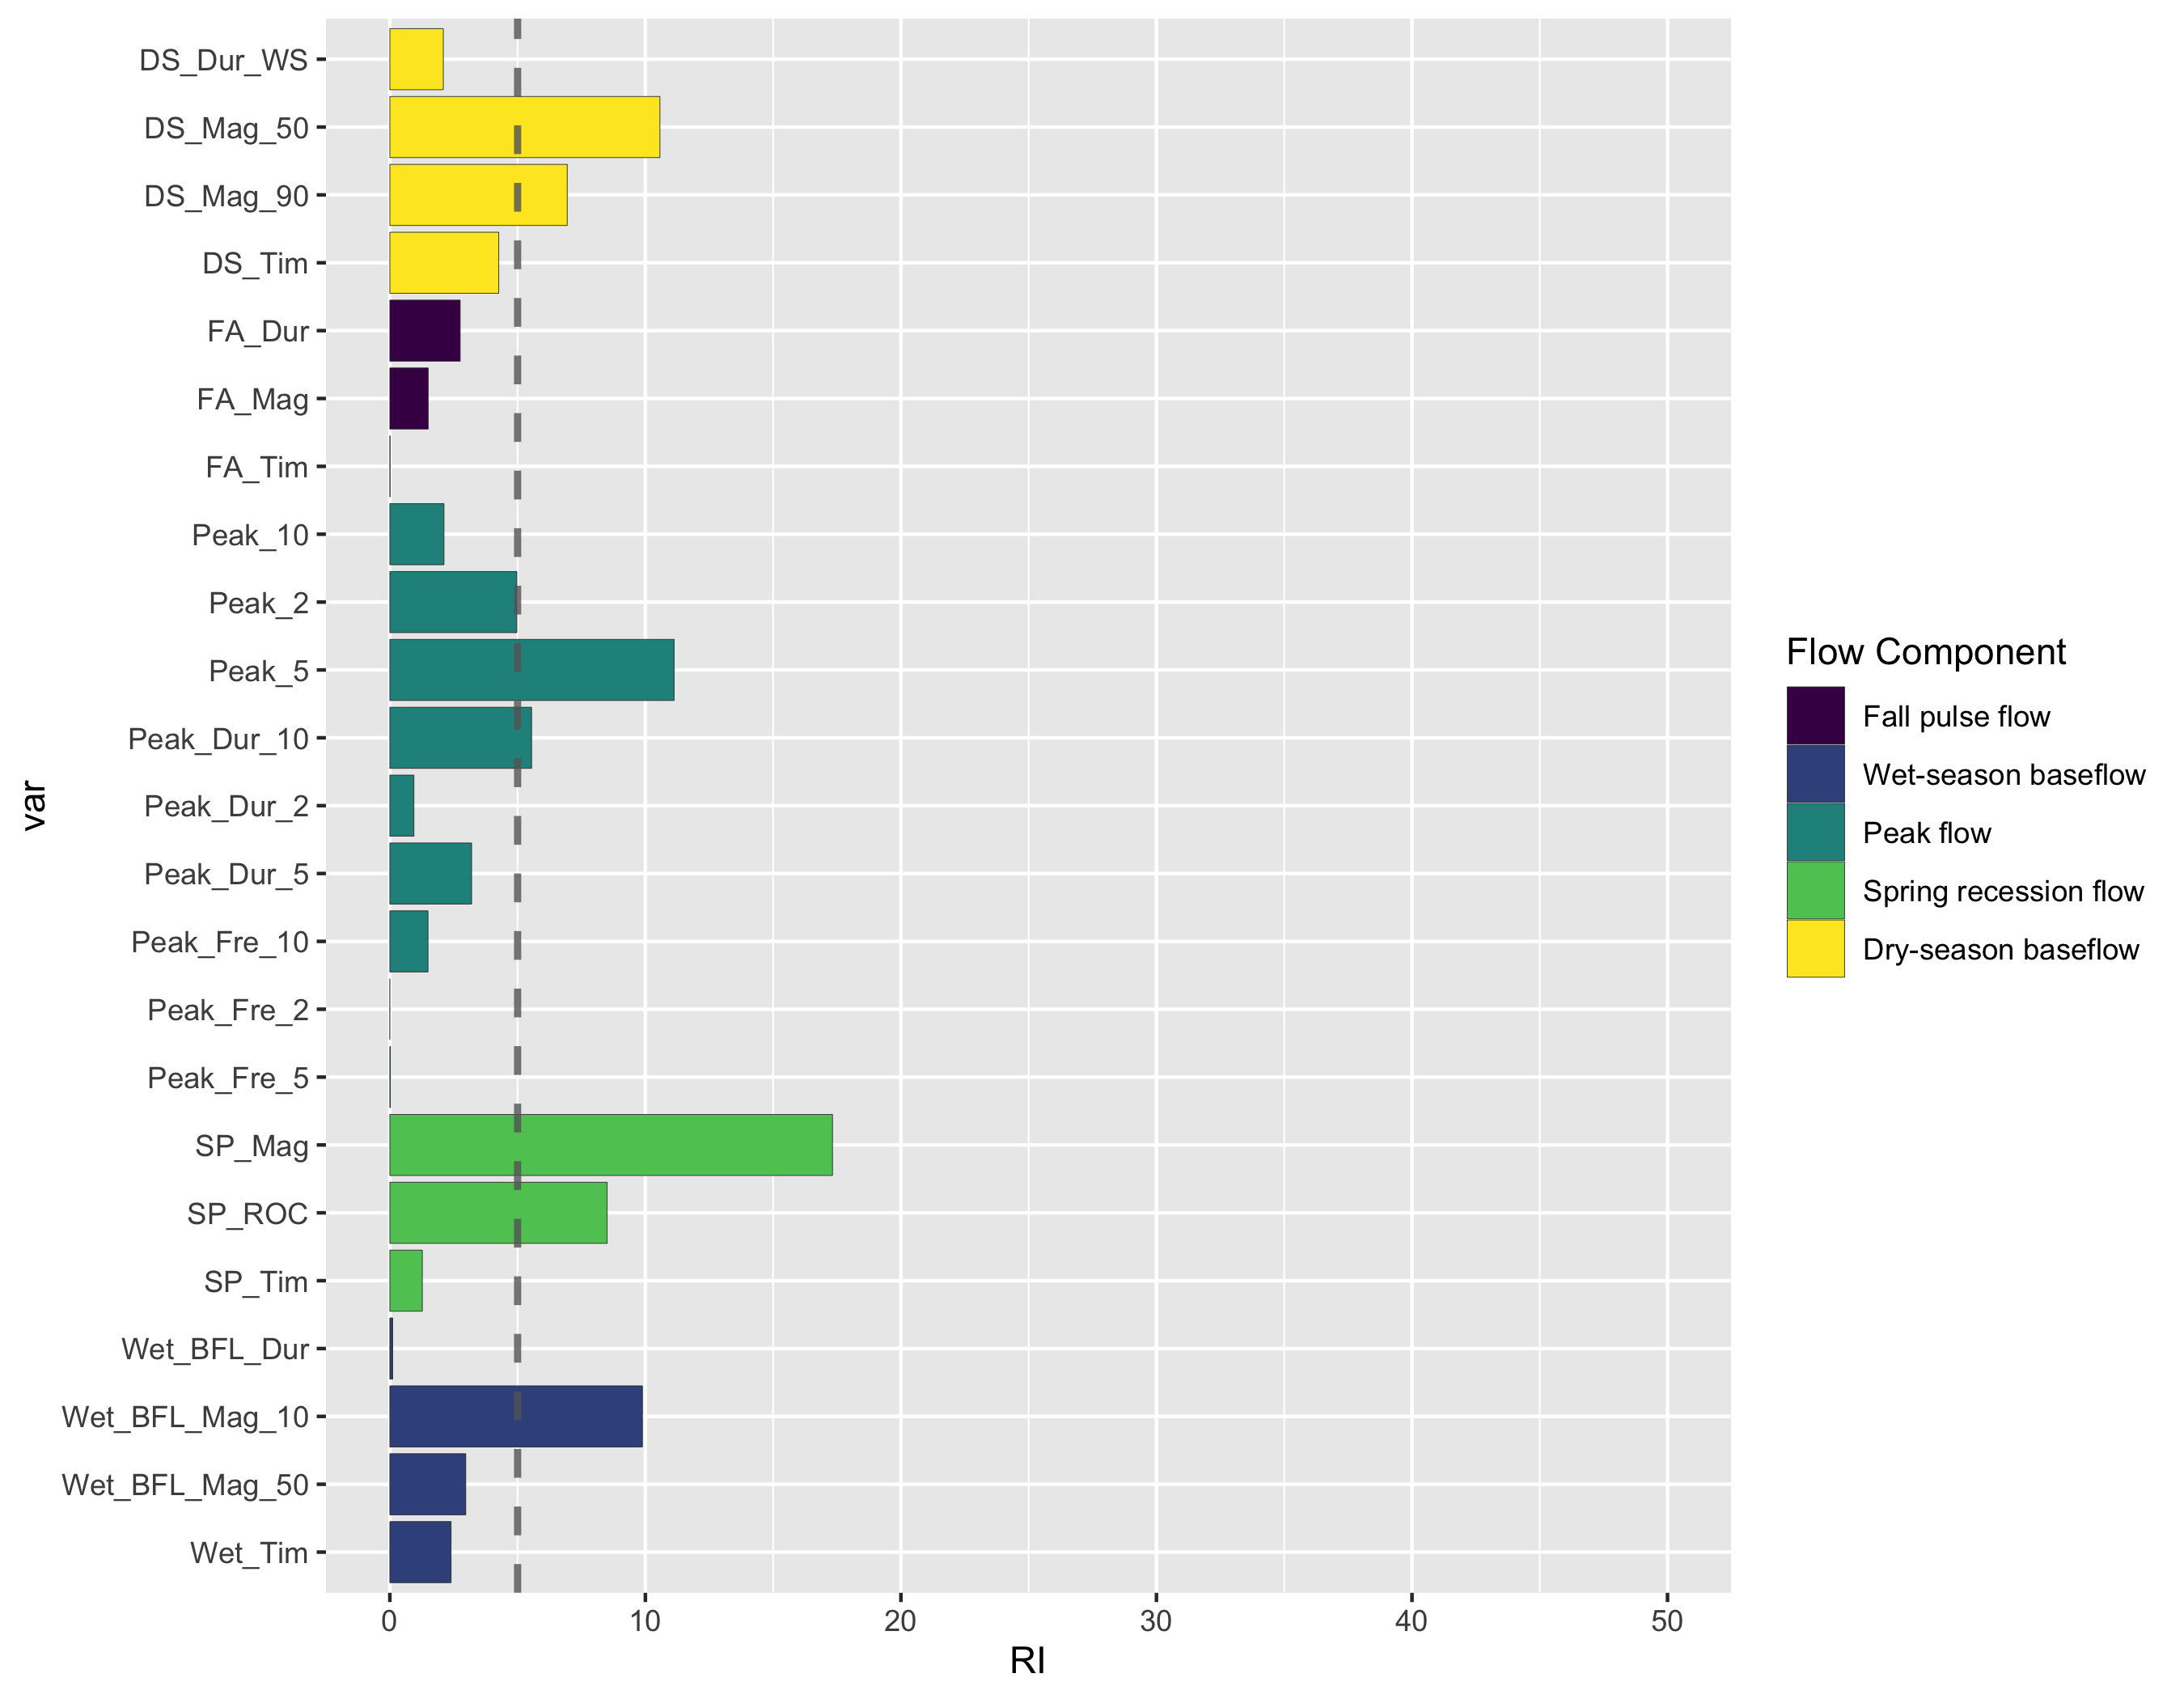 DS_Dur_WS
DS_Mag_50
DS_Mag_90
DS_Tim
FA_Dur
FA_Mag
FA_Tim
Peak_10
Peak_2
Peak_5
Peak_Dur_10
Peak_Dur_2
Peak_Dur_5
Peak_Fre_10
Peak_Fre_2
Peak_Fre_5
SP_Mag
SP_ROC
SP_Tim
Wet_BFL_Dur
Wet_BFL_Mag_10
Wet_BFL_Mag_50
Wet_Tim
var
0 10 20 30 40 50
RI
Flow Component
Fall pulse flow
Wet-season baseflow
Peak flow
Spring recession flow
Dry-season baseflow